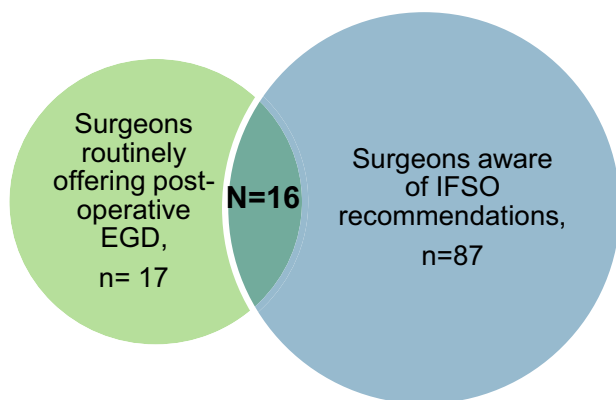 Surgeons
routinely
offering post-
operative
EGD,
n= 17
N=16
Surgeons aware
of IFSO
recommendations,
n=87